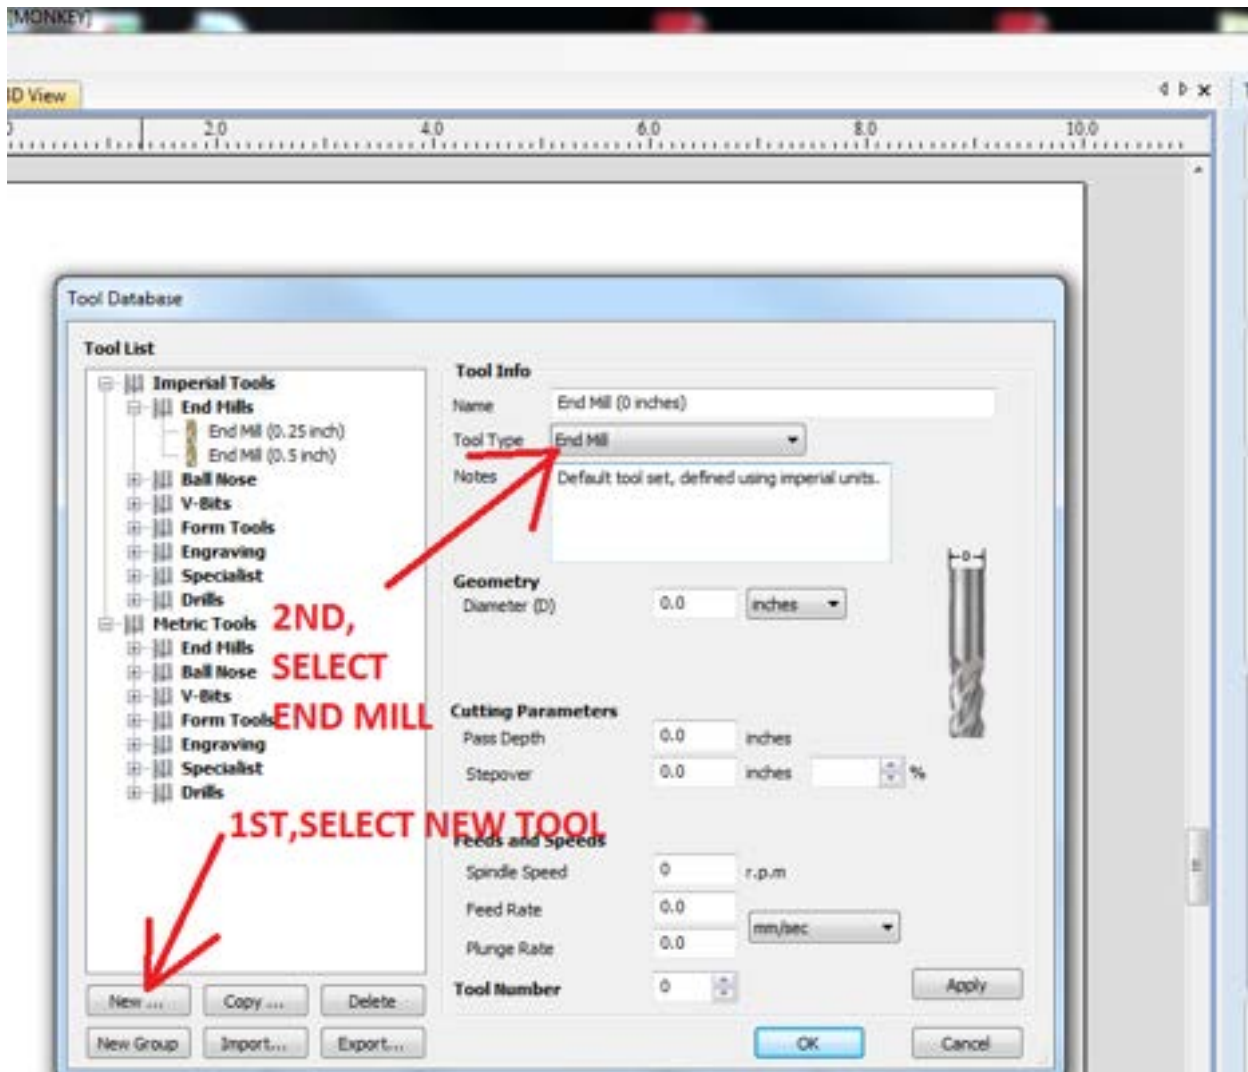 [MONKEY]
3D View
2.0 4.0 6.0 8.0 10.0
Tool Database
Tool List
Imperial Tools
End Mills
End Mill (0.25 inch)
End Mill (0.5 inch)
Ball Nose
V-Bits
Form Tools
Engraving
Specialist
Drills
Metric Tools
End Mills
Ball Nose
V-Bits
Form Tools
Engraving
Specialist
Drills
2ND,
SELECT
END MILL
1ST,SELECT NEW TOOL
New ... Copy ... Delete
New Group Import... Export...
Tool Info
Name End Mill (0 inches)
Tool Type End Mill
Notes Default tool set, defined using imperial units.
D
Geometry
Diameter (D) 0.0 inches
Cutting Parameters
Pass Depth 0.0 inches
Stepover 0.0 inches %
Feeds and Speeds
Spindle Speed 0 r.p.m
Feed Rate 0.0
mm/sec
Plunge Rate 0.0
Tool Number 0
Apply
OK Cancel